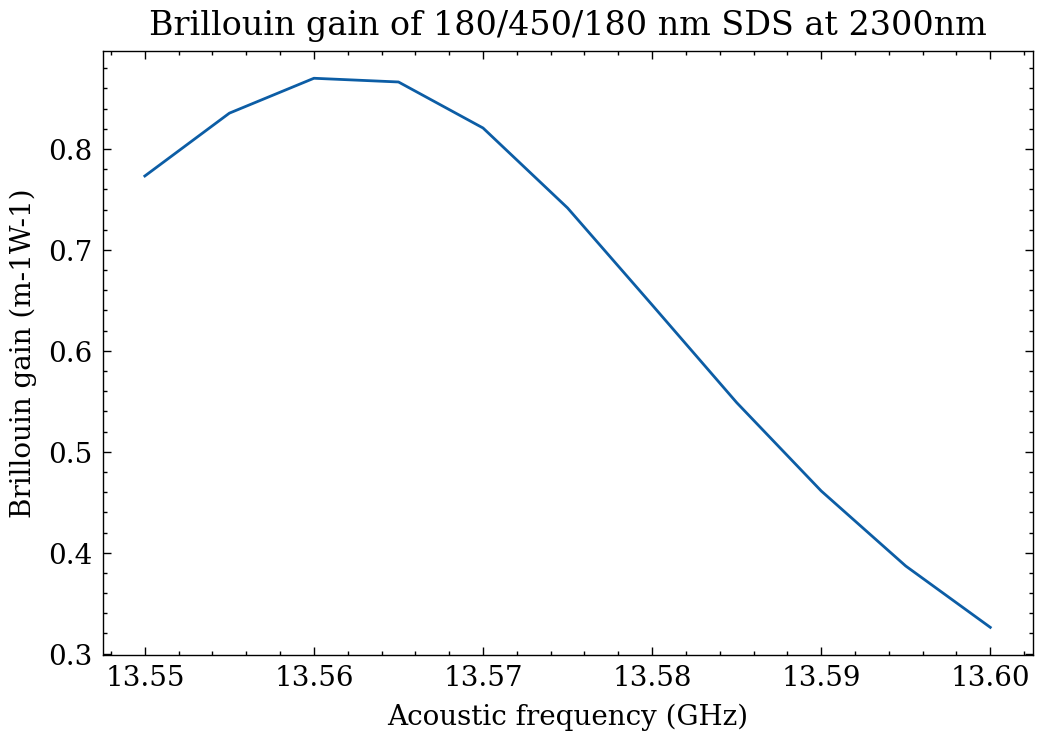 Brillouin gain of 180/450/180 nm SDS at 2300nm
Brillouin gain (m-1W-1)
0.8
0.7
0.6
0.5
0.4
0.3
13.55 13.56 13.57 13.58 13.59 13.60
Acoustic frequency (GHz)